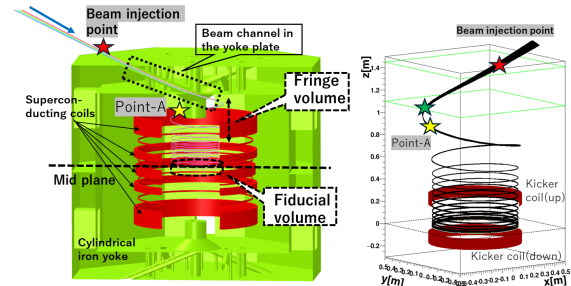 Beam injection
point
Beam channel in
the yoke plate
Fringe
volume
Point-A
Supercon-
ducting coils
Mid plane
Fiducial
volume
Cylindrical
iron yoke
Beam injection point
z[m]
1.4
1.2
1
0.8
0.6
0.4
0.2
0
-0.2
Point-A
Kicker
coil(up)
Kicker coil(down)
y[m]
x[m]